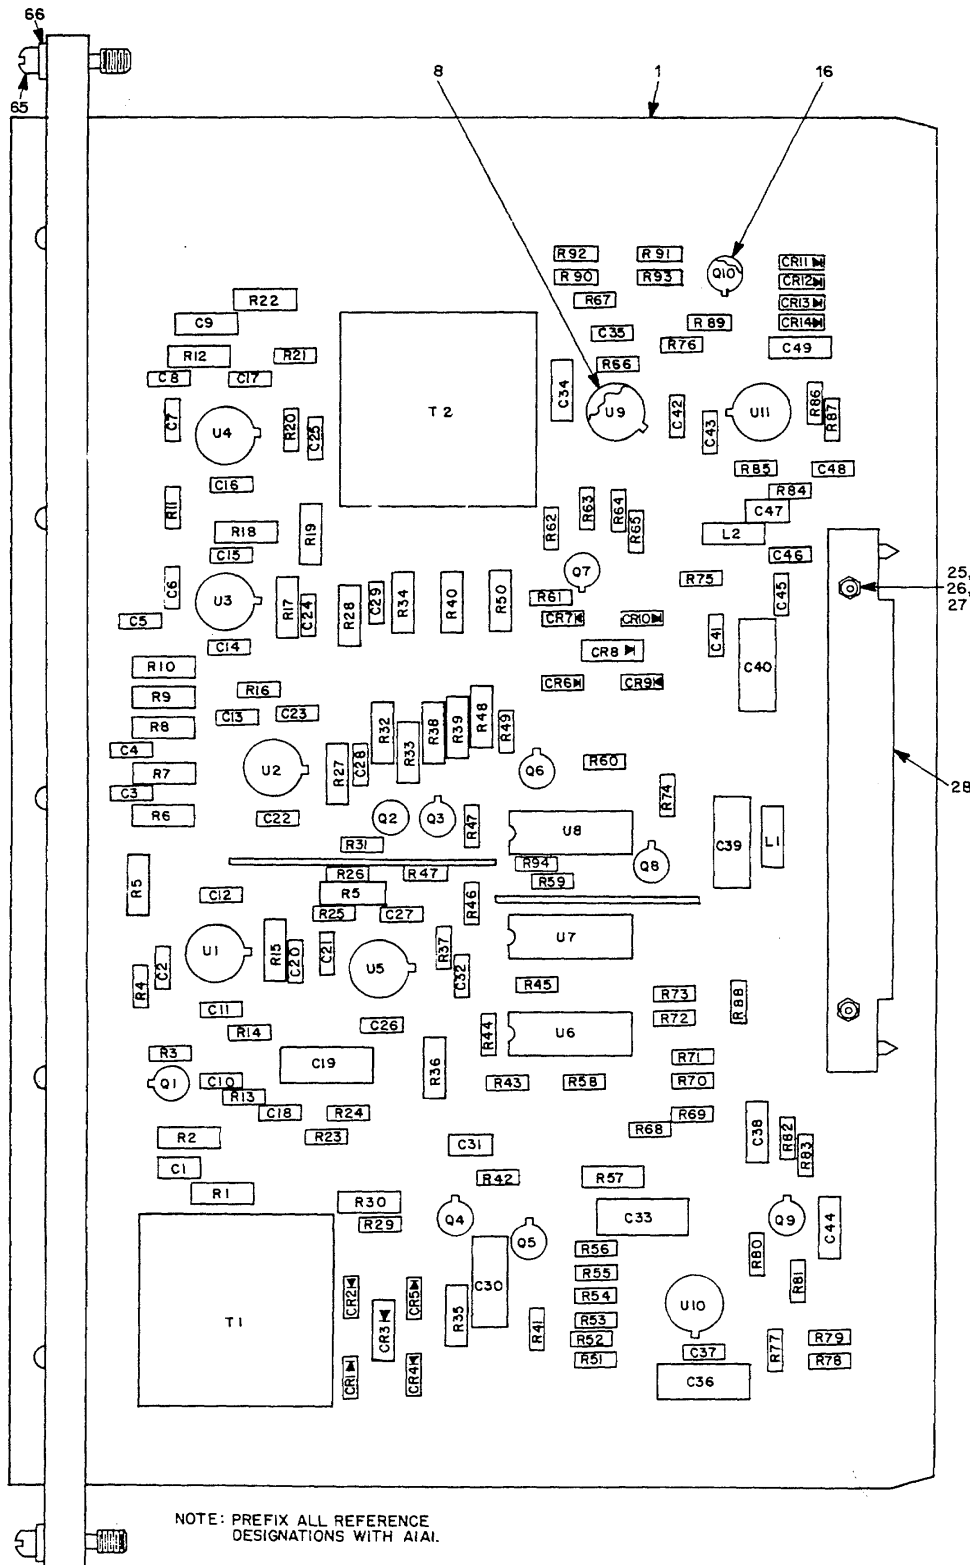 66
65
8
1
16
R92
R 91
R 90
R93
Q10
CR11
CR12
CR13
CR14
R67
R22
C9
C35
R 89
R12
R21
R76
C49
C8
C17
R66
T2
C34
C7
U4
R20
C25
U9
C42
C43
U11
R86
R87
C16
R85
C48
R11
R18
R19
R62
R63
R64
R65
R84
C47
L2
C15
C46
C6
U3
R17
C24
R28
C29
R34
R40
R50
Q7
R75
C45
25,
26,
27
R61
C5
CR7
CR10
C14
CR8
C41
C40
R10
R16
CR6
CR9
R9
C13
C23
R8
R32
R33
R38
R39
R48
R49
C4
R7
U2
R27
C28
Q6
R60
28
C3
R6
C22
Q2
Q3
R47
R74
U8
C39
L1
R31
R94
Q8
R5
R26
R47
R59
C12
R5
R46
R25
C27
U7
U1
R15
C20
C21
U5
R37
C32
R4
C2
R45
R73
R88
C11
C26
R72
R14
R44
U6
R3
C19
R36
R71
Q1
C10
R43
R58
R70
R13
C18
R24
R69
C38
R2
R23
C31
R68
R82
R83
C1
R42
R57
R1
R30
R29
Q4
C33
Q9
C44
Q5
R56
R80
T1
C30
R55
R81
CR2
CR5
R54
CR3
R35
R41
R53
U10
R52
R77
R79
CR1
CR4
R51
C37
R78
C36
NOTE: PREFIX ALL REFERENCE
DESIGNATIONS WITH A1A1.